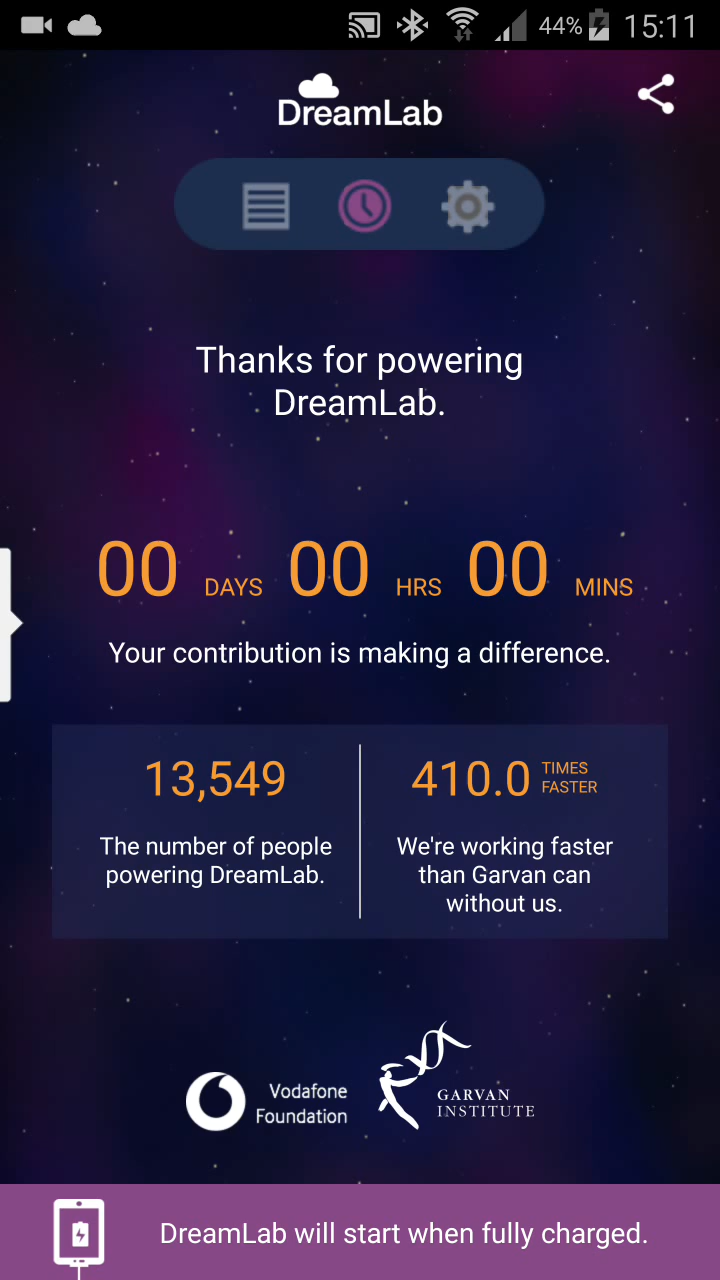 44% 15:11
DreamLab
Thanks for powering
DreamLab.
00 DAYS 00 HRS 00 MINS
Your contribution is making a difference.
13,549
The number of people
powering DreamLab.
410.0 TIMES
FASTER
We're working faster
than Garvan can
without us.
Vodafone
Foundation
GARVAN
INSTITUTE
DreamLab will start when fully charged.